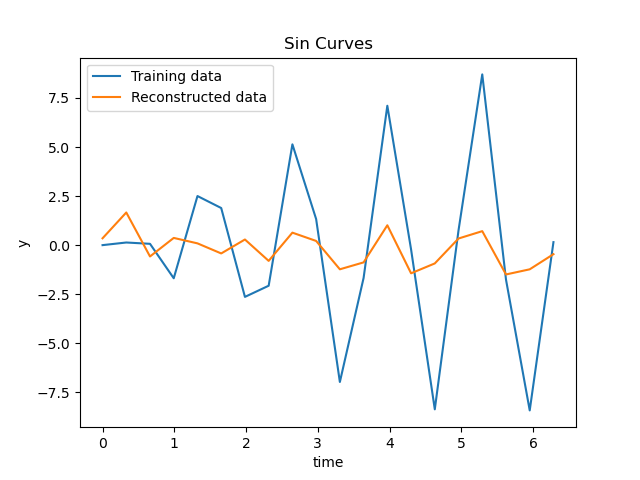 Sin Curves
Training data
Reconstructed data
7.5
5.0
2.5
0.0
−2.5
−5.0
−7.5
y
0 1 2 3 4 5 6
time